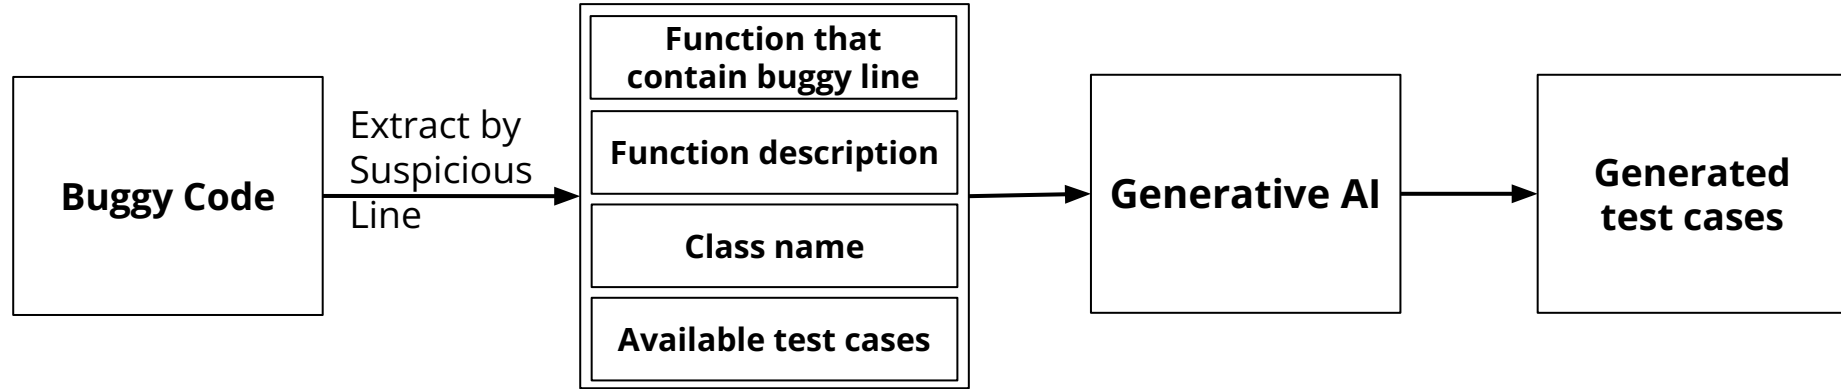 Buggy Code
Extract by
Suspicious
Line
Function that
contain buggy line
Function description
Class name
Available test cases
Generative AI
Generated
test cases